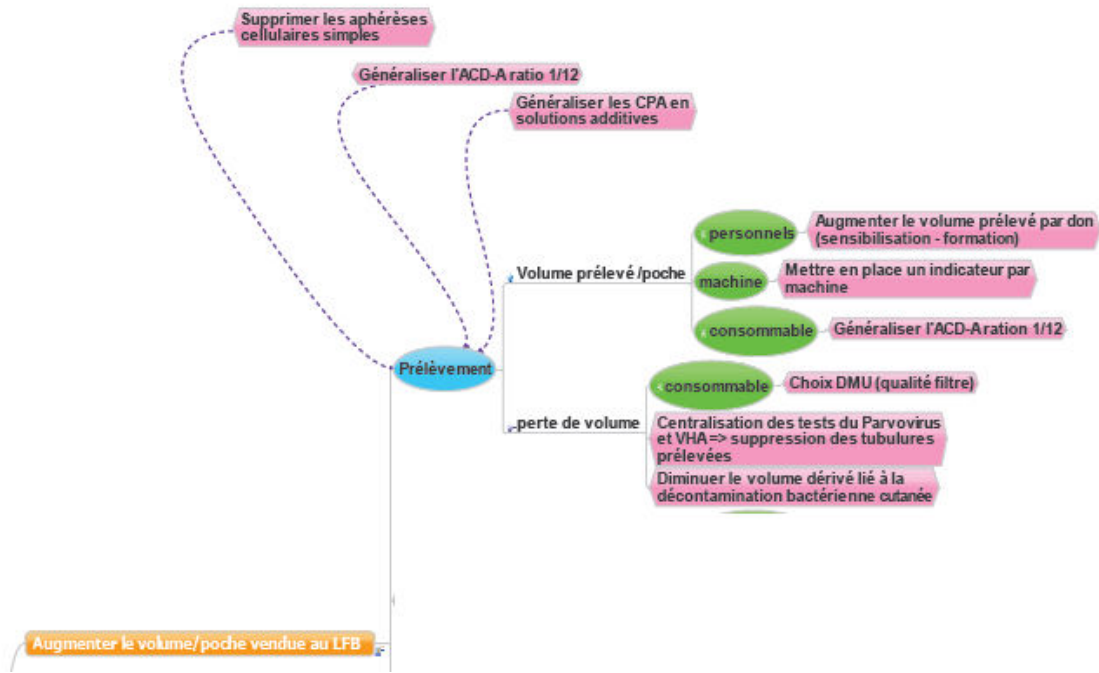 Supprimer les aphérèses
cellulaires simples
Généraliser l'ACD-A ratio 1/12
Généraliser les CPA en
solutions additives
personnels
Augmenter le volume prélevé par don
(sensibilisation - formation)
Volume prélevé /poche
machine
Mettre en place un indicateur par
machine
consommable
Généraliser l'ACD-A ration 1/12
Prélèvement
consommable
Choix DMU (qualité filtre)
perte de volume
Centralisation des tests du Parvovirus
et VHA=> suppression des tubulures
prélevées
Diminuer le volume dérivé lié à la
décontamination bactérienne cutanée
Augmenter le volume/poche vendue au LFB